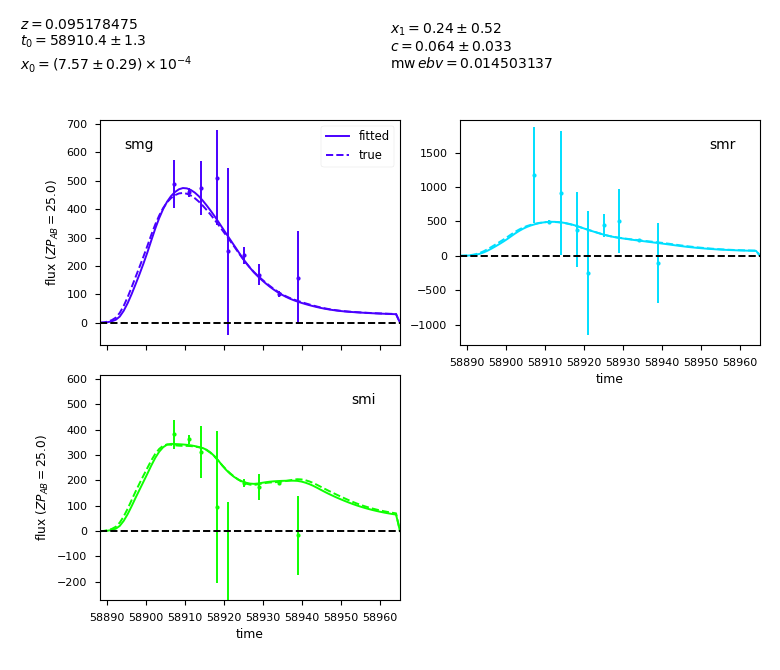 z = 0.095178475
t₀ = 58910.4 ± 1.3
x₀ = (7.57 ± 0.29) × 10⁻⁴
x₁ = 0.24 ± 0.52
c = 0.064 ± 0.033
mw ebv = 0.014503137
smg
fitted
true
flux (ZP_AB = 25.0)
700
600
500
400
300
200
100
0
smr
1500
1000
500
0
−500
−1000
58890 58900 58910 58920 58930 58940 58950 58960
time
smi
flux (ZP_AB = 25.0)
600
500
400
300
200
100
0
−100
−200
58890 58900 58910 58920 58930 58940 58950 58960
time